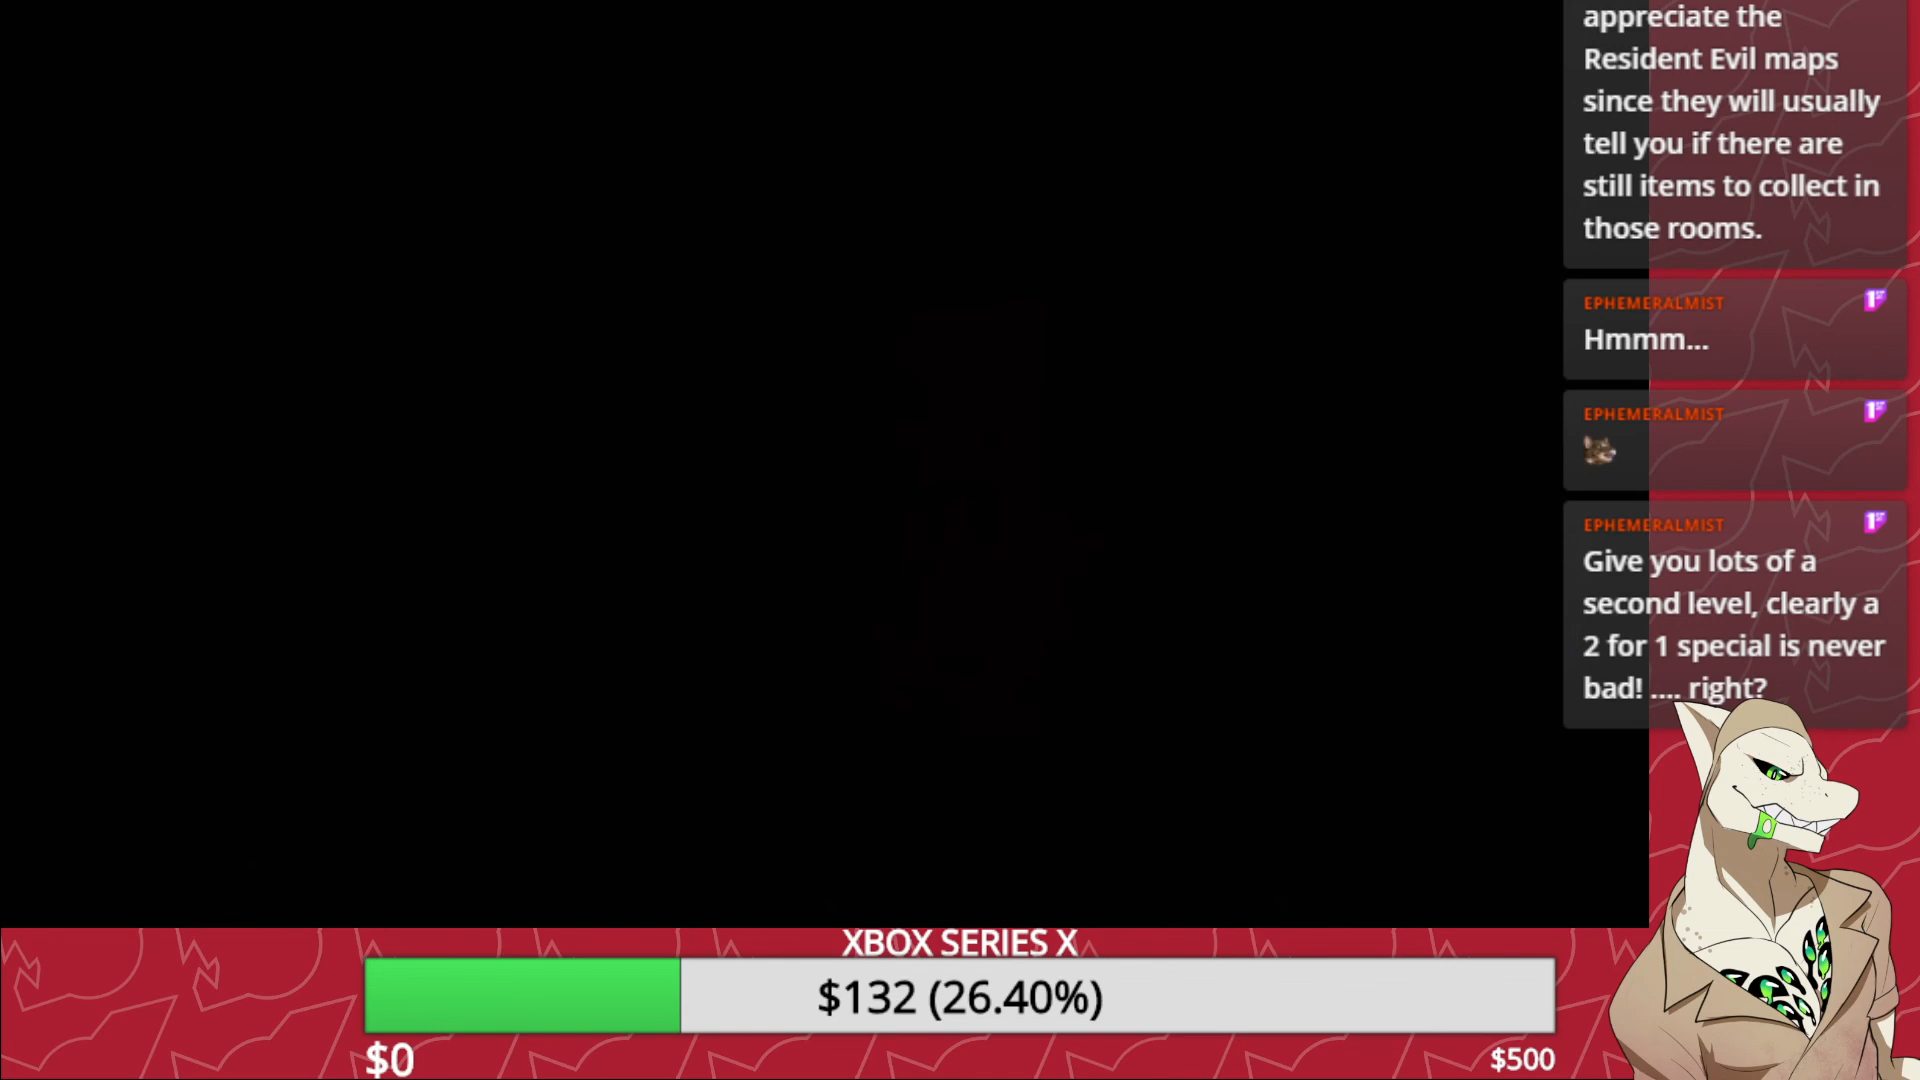 appreciate the
Resident Evil maps
since they will usually
tell you if there are
still items to collect in
those rooms.
EPHEMERALMIST
Hmmm...
EPHEMERALMIST
EPHEMERALMIST
Give you lots of a
second level, clearly a
2 for 1 special is never
bad! .... right?
XBOX SERIES X
$132 (26.40%)
$0
$500